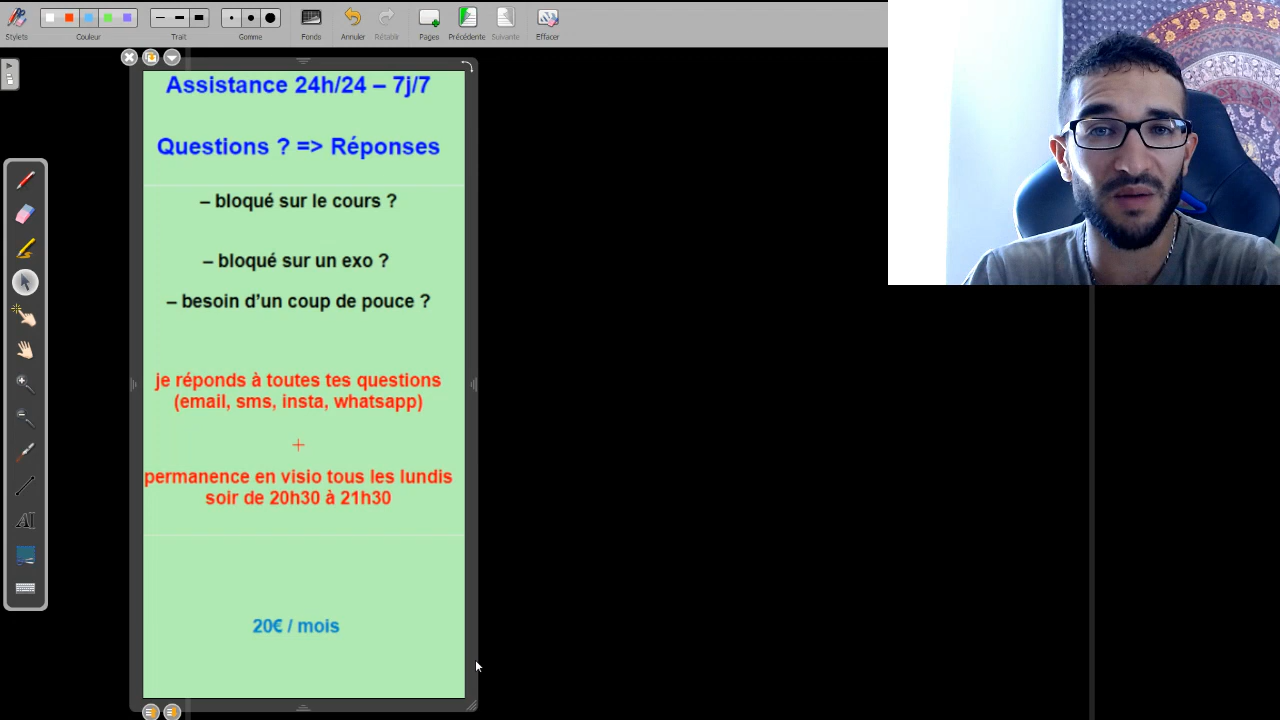 Stylets
Couleur
Trait
Gomme
Fonds
Annuler
Rétablir
Pages
Précédente
Suivante
Effacer
Assistance 24h/24 – 7j/7
Questions ? => Réponses
– bloqué sur le cours ?
– bloqué sur un exo ?
– besoin d’un coup de pouce ?
je réponds à toutes tes questions
(email, sms, insta, whatsapp)
+
permanence en visio tous les lundis
soir de 20h30 à 21h30
20€ / mois
AI